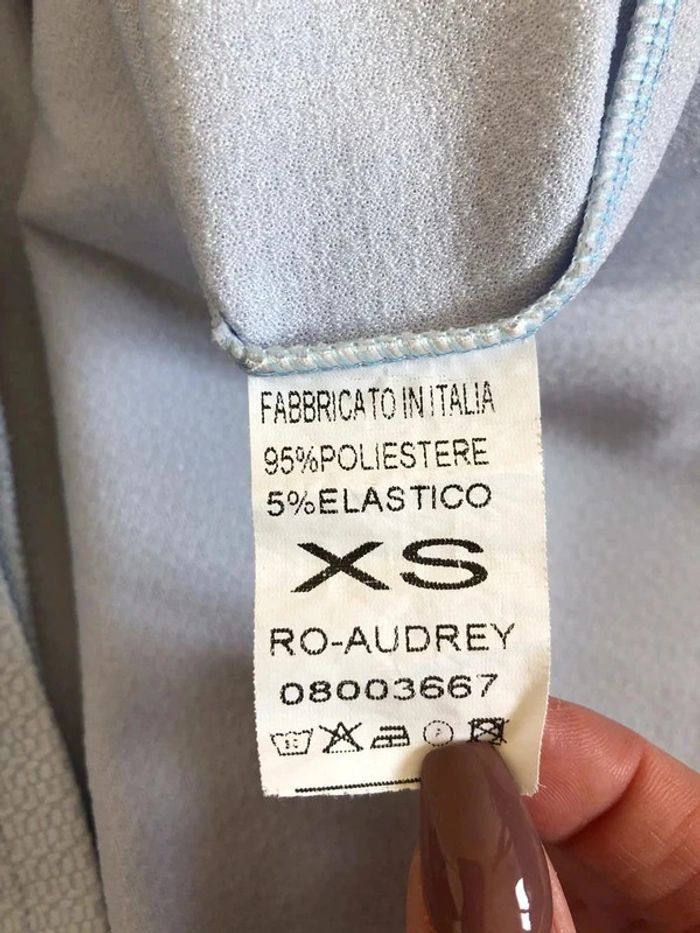 FABBRICATO IN ITALIA
95%POLIESTERE
5%ELASTICO
XS
RO-AUDREY
08003667